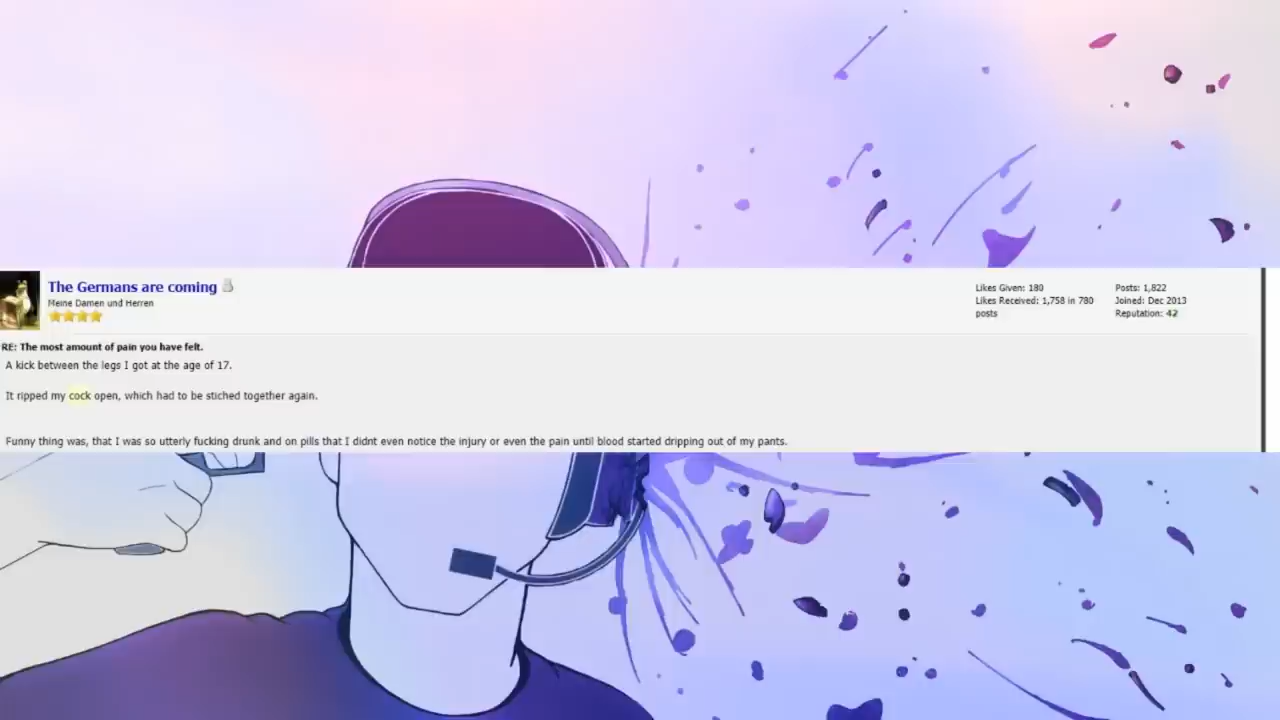 The Germans are coming
Meine Damen und Herren
Likes Given: 180
Likes Received: 1,758 in 780
posts
Posts: 1,822
Joined: Dec 2013
Reputation: 42
RE: The most amount of pain you have felt.
A kick between the legs I got at the age of 17.
It ripped my cock open, which had to be stiched together again.
Funny thing was, that I was so utterly fucking drunk and on pills that I didnt even notice the injury or even the pain until blood started dripping out of my pants.